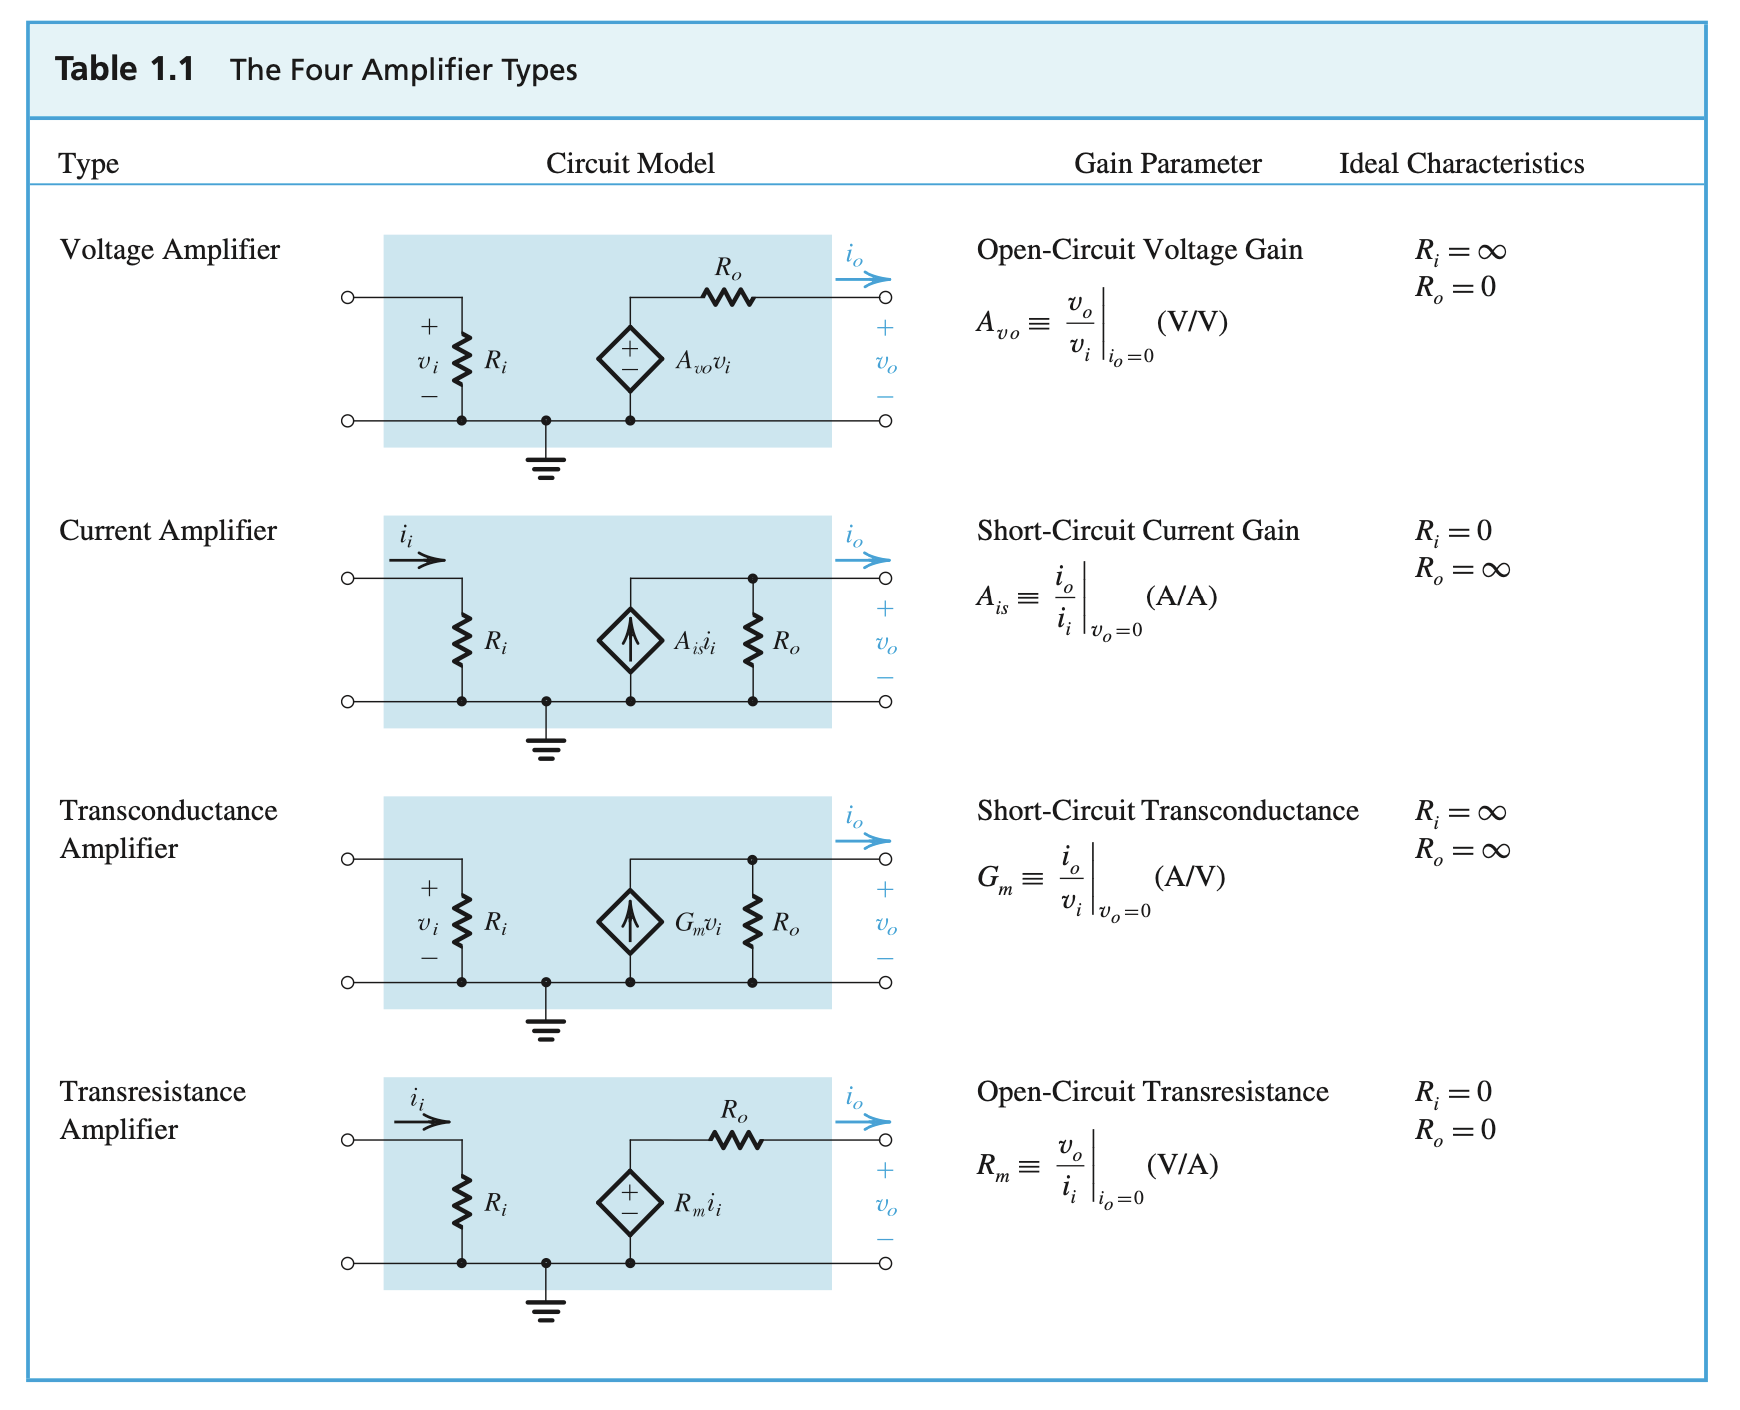 Table 1.1 The Four Amplifier Types
Type Circuit Model Gain Parameter Ideal Characteristics
Voltage Amplifier
R_o
i_o
+
v_i
−
R_i
+
−
A_vo v_i
+
v_o
−
Open-Circuit Voltage Gain
A_vo ≡ v_o/v_i |_{i_o=0} (V/V)
R_i = ∞
R_o = 0
Current Amplifier
i_i
i_o
R_i
A_is i_i
R_o
+
v_o
−
Short-Circuit Current Gain
A_is ≡ i_o/i_i |_{v_o=0} (A/A)
R_i = 0
R_o = ∞
Transconductance
Amplifier
i_o
+
v_i
−
R_i
G_m v_i
R_o
+
v_o
−
Short-Circuit Transconductance
G_m ≡ i_o/v_i |_{v_o=0} (A/V)
R_i = ∞
R_o = ∞
Transresistance
Amplifier
i_i
R_o
i_o
R_i
+
−
R_m i_i
+
v_o
−
Open-Circuit Transresistance
R_m ≡ v_o/i_i |_{i_o=0} (V/A)
R_i = 0
R_o = 0